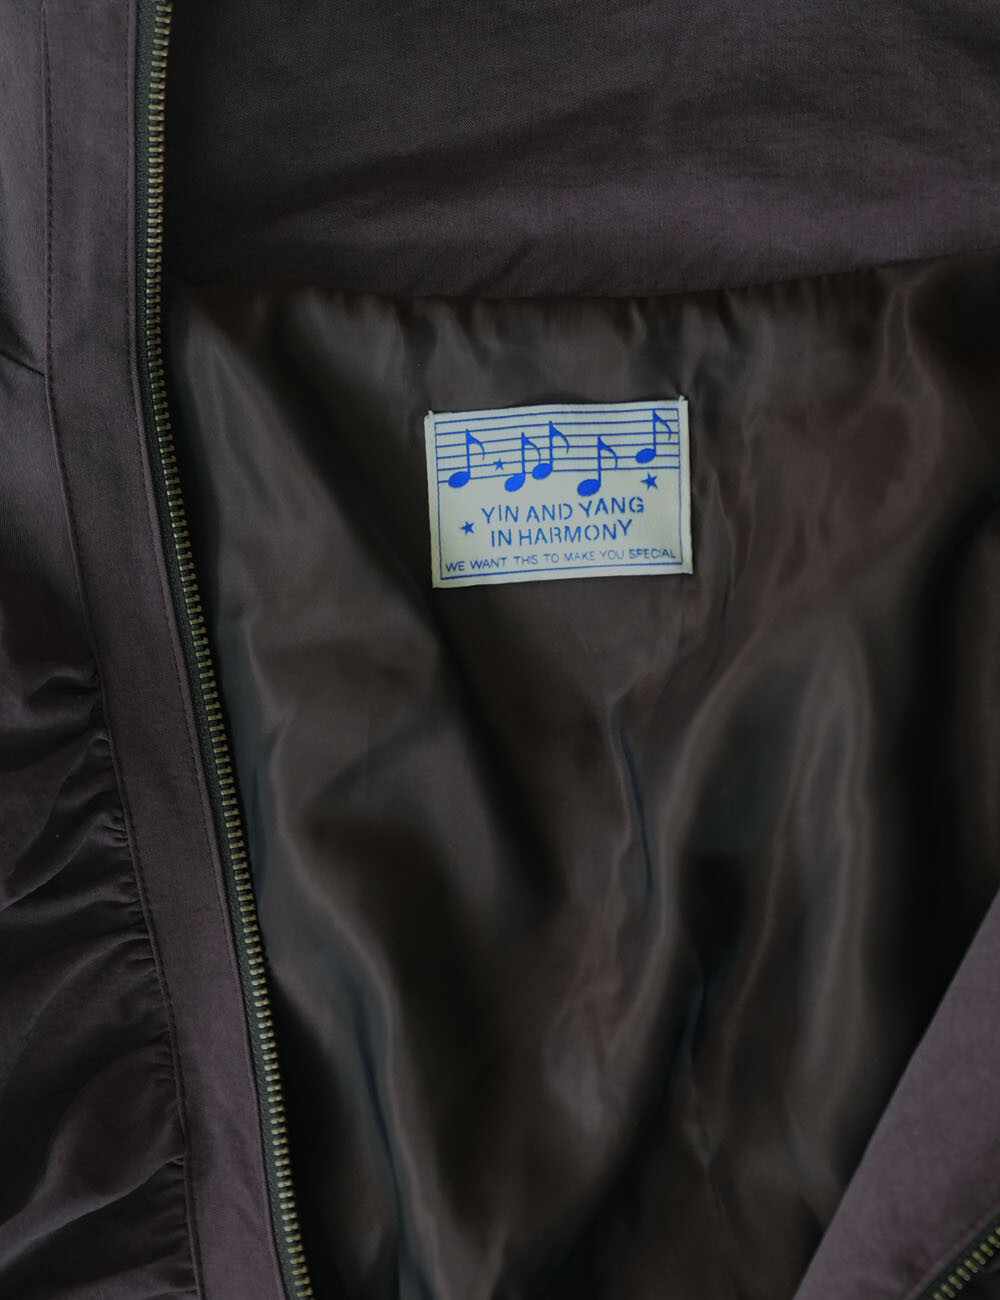 YIN AND YANG
IN HARMONY
WE WANT THIS TO MAKE YOU SPECIAL